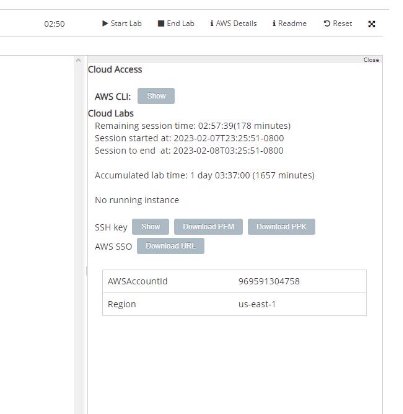 02:50 Start Lab End Lab AWS Details Readme Reset
Close
Cloud Access
AWS CLI: Show
Cloud Labs
Remaining session time: 02:57:39(178 minutes)
Session started at: 2023-02-07T23:25:51-0800
Session to end at: 2023-02-08T03:25:51-0800
Accumulated lab time: 1 day 03:37:00 (1657 minutes)
No running instance
SSH key Show Download PEM Download PPK
AWS SSO Download URL
AWSAccountId 969591304758
Region us-east-1